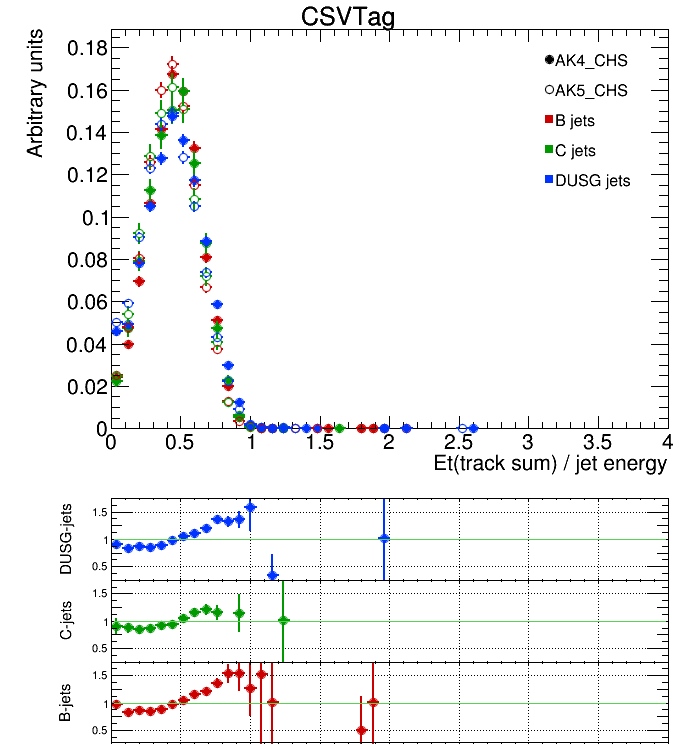 CSVTag
Arbitrary units
0.18
0.16
0.14
0.12
0.1
0.08
0.06
0.04
0.02
0
AK4_CHS
AK5_CHS
B jets
C jets
DUSG jets
0 0.5 1 1.5 2 2.5 3 3.5 4
Et(track sum) / jet energy
DUSG-jets
1.5
1
0.5
C-jets
1.5
1
0.5
B-jets
1.5
1
0.5